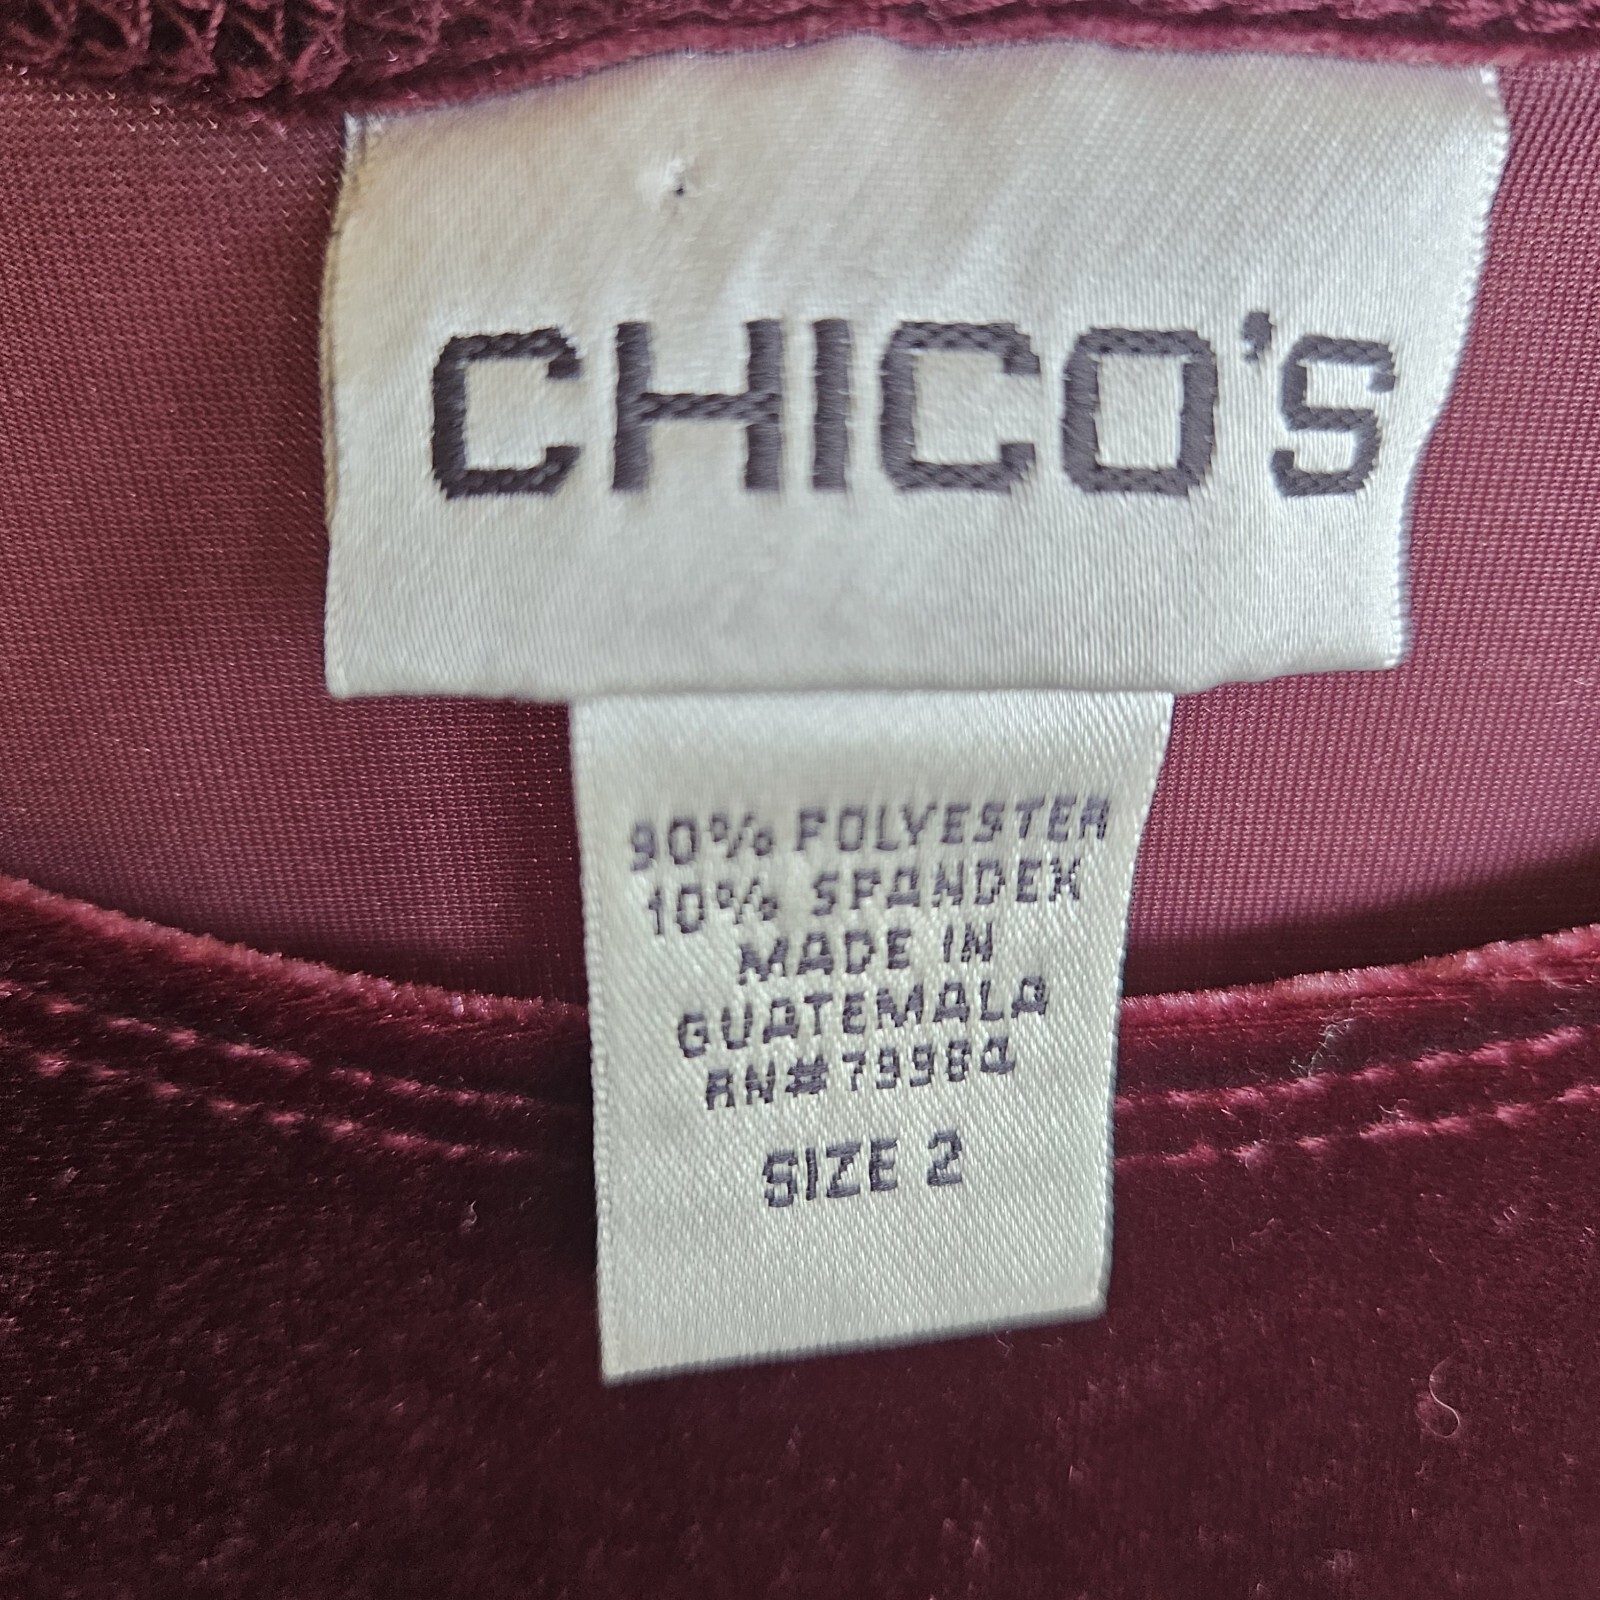 CHICO'S
90% POLYESTER
10% SPANDEX
MADE IN
GUATEMALA
RN#79984
SIZE 2